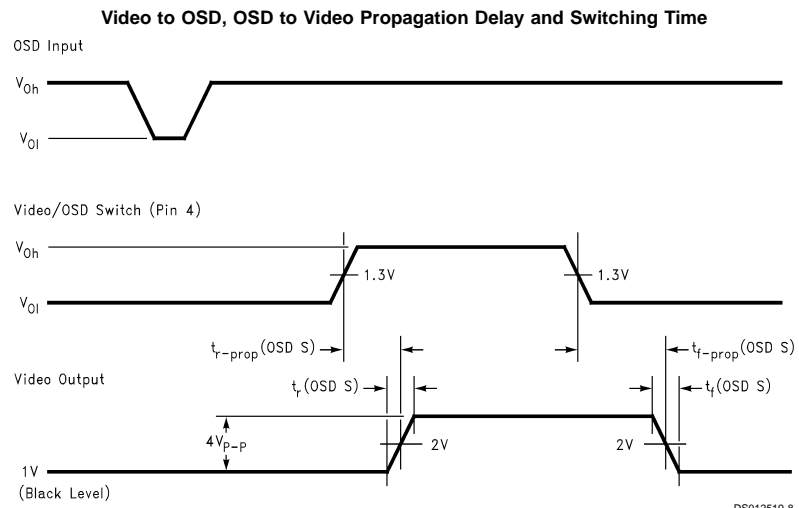 Video to OSD, OSD to Video Propagation Delay and Switching Time
OSD Input
V0h
V0l
Video/OSD Switch (Pin 4)
V0h
1.3V
1.3V
V0l
tr-prop(OSD S)
tf-prop(OSD S)
Video Output
tr(OSD S)
tf(OSD S)
4VP-P
2V
2V
1V
(Black Level)
DS012519-8